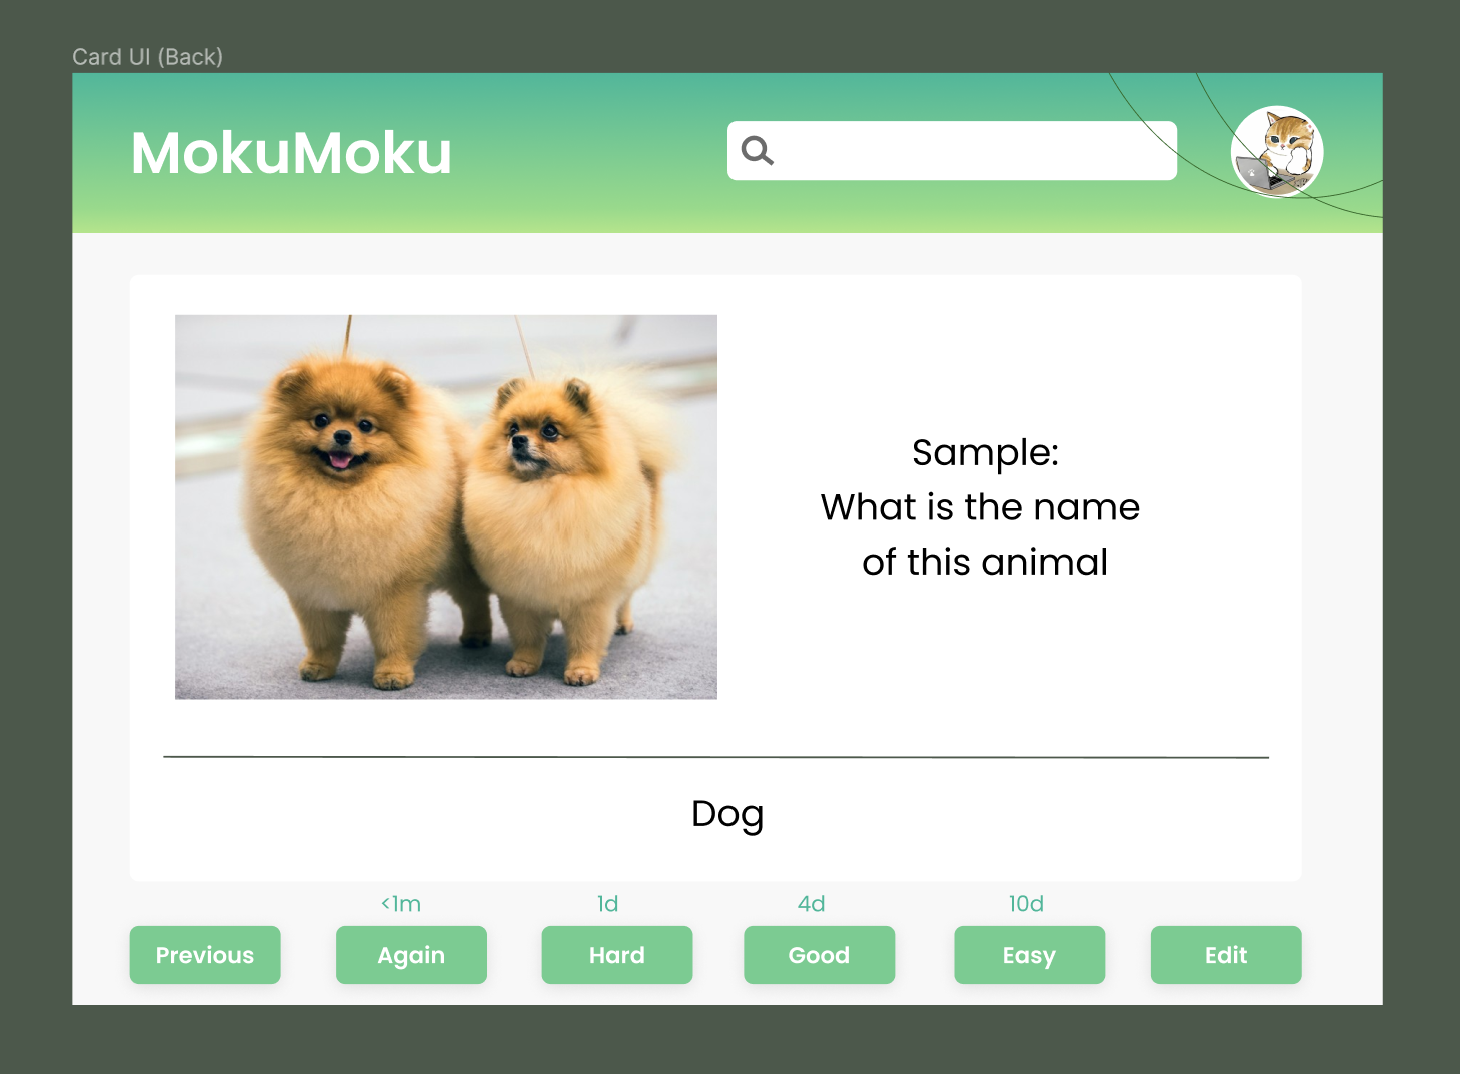 Card UI (Back)
MokuMoku
Sample:
What is the name
of this animal
Dog
<1m
1d
4d
10d
Previous
Again
Hard
Good
Easy
Edit